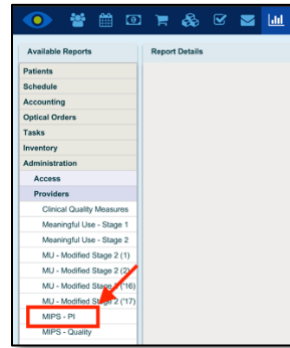 Available Reports
Report Details
Patients
Schedule
Accounting
Optical Orders
Tasks
Inventory
Administration
Access
Providers
Clinical Quality Measures
Meaningful Use - Stage 1
Meaningful Use - Stage 2
MU - Modified Stage 2 (1)
MU - Modified Stage 2 (2)
MU - Modified Stage 2 ('16)
MU - Modified Stage 2 ('17)
MIPS - PI
MIPS - Quality